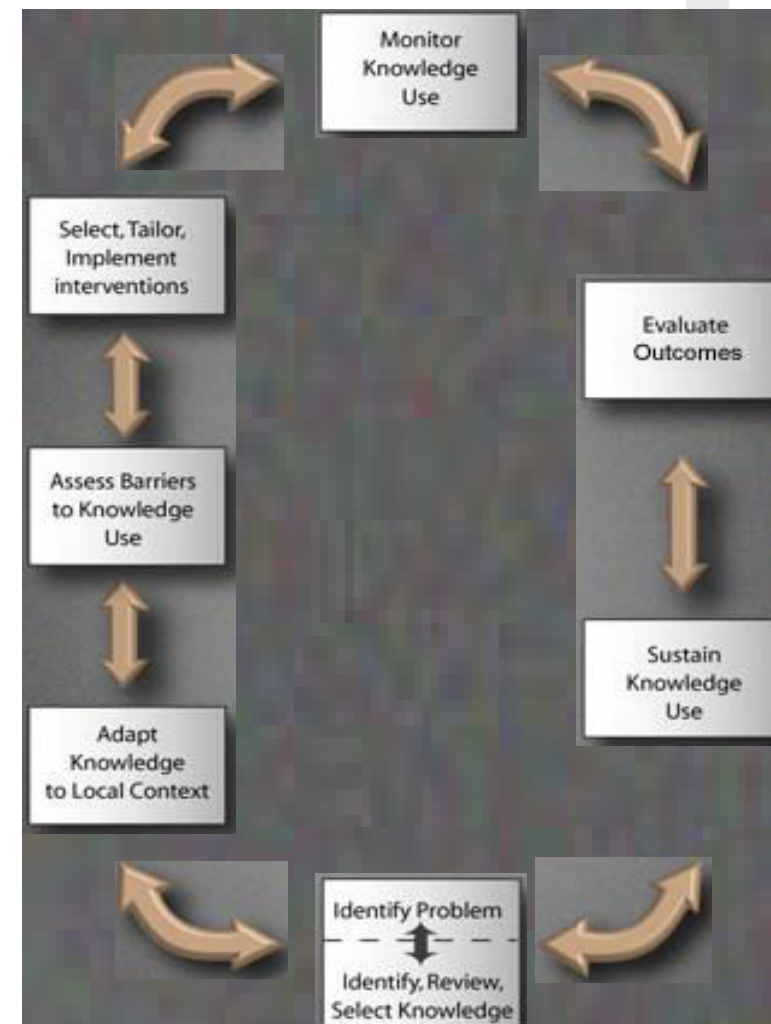 Monitor
Knowledge
Use
Select, Tailor,
Implement
interventions
Evaluate
Outcomes
Assess Barriers
to Knowledge
Use
Sustain
Knowledge
Use
Adapt
Knowledge
to Local Context
Identify Problem
Identify, Review,
Select Knowledge